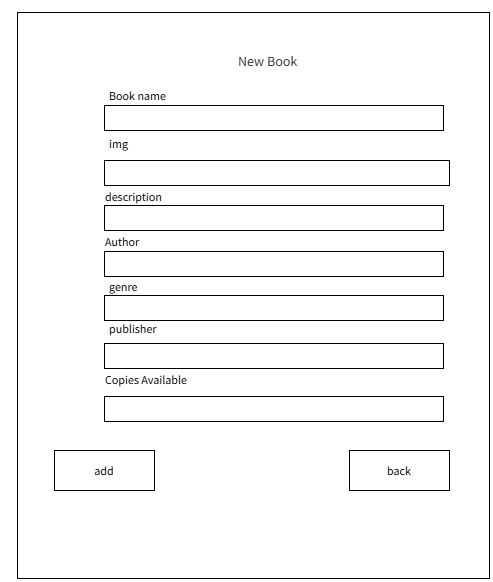 New Book
Book name
img
description
Author
genre
publisher
Copies Available
add
back